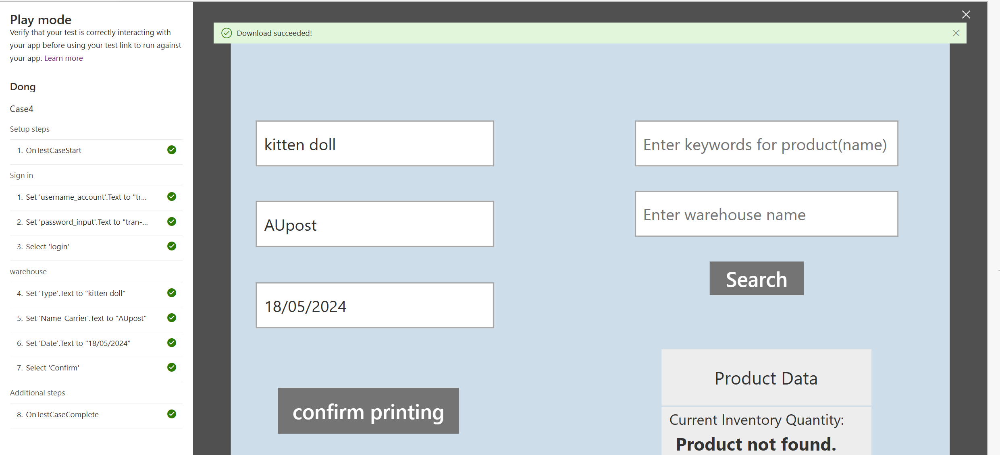 Play mode
Verify that your test is correctly interacting with
your app before using your test link to run against
your app. Learn more
Dong
Case4
Setup steps
1. OnTestCaseStart
Sign in
1. Set 'username_account'.Text to "tr...
2. Set 'password_input'.Text to "tran-...
3. Select 'login'
warehouse
4. Set 'Type'.Text to "kitten doll"
5. Set 'Name_Carrier'.Text to "AUpost"
6. Set 'Date'.Text to "18/05/2024"
7. Select 'Confirm'
Additional steps
8. OnTestCaseComplete
Download succeeded!
kitten doll
AUpost
18/05/2024
confirm printing
Enter keywords for product(name)
Enter warehouse name
Search
Product Data
Current Inventory Quantity:
Product not found.